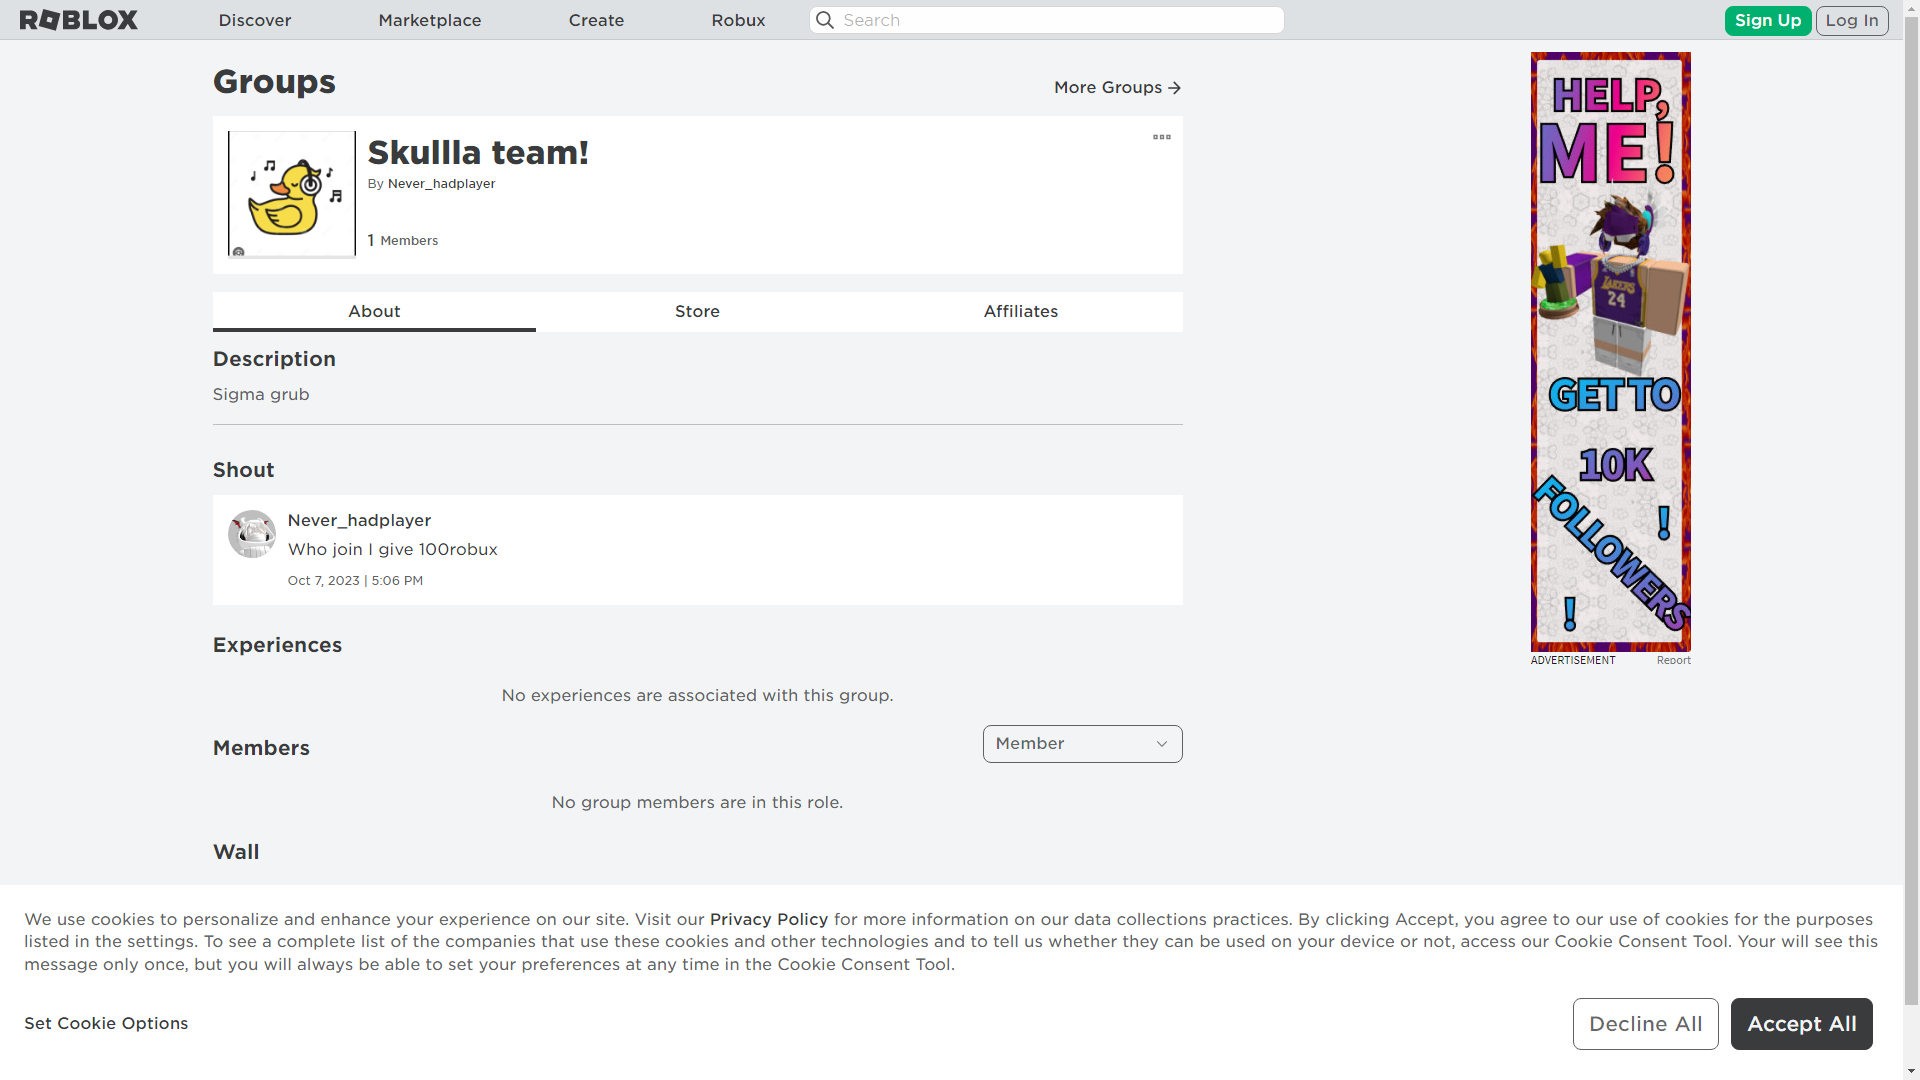 ROBLOX
Discover
Marketplace
Create
Robux
Search
Sign Up
Log In
Groups
More Groups
Skullla team!
By Never_hadplayer
1 Members
About
Store
Affiliates
Description
Sigma grub
Shout
Never_hadplayer
Who join I give 100robux
Oct 7, 2023 | 5:06 PM
Experiences
No experiences are associated with this group.
Members
Member
No group members are in this role.
Wall
HELP,
ME!
LAKERS
24
GET TO
10K
FOLLOWERS
!
!
ADVERTISEMENT
Report
We use cookies to personalize and enhance your experience on our site. Visit our Privacy Policy for more information on our data collections practices. By clicking Accept, you agree to our use of cookies for the purposes
listed in the settings. To see a complete list of the companies that use these cookies and other technologies and to tell us whether they can be used on your device or not, access our Cookie Consent Tool. Your will see this
message only once, but you will always be able to set your preferences at any time in the Cookie Consent Tool.
Set Cookie Options
Decline All
Accept All